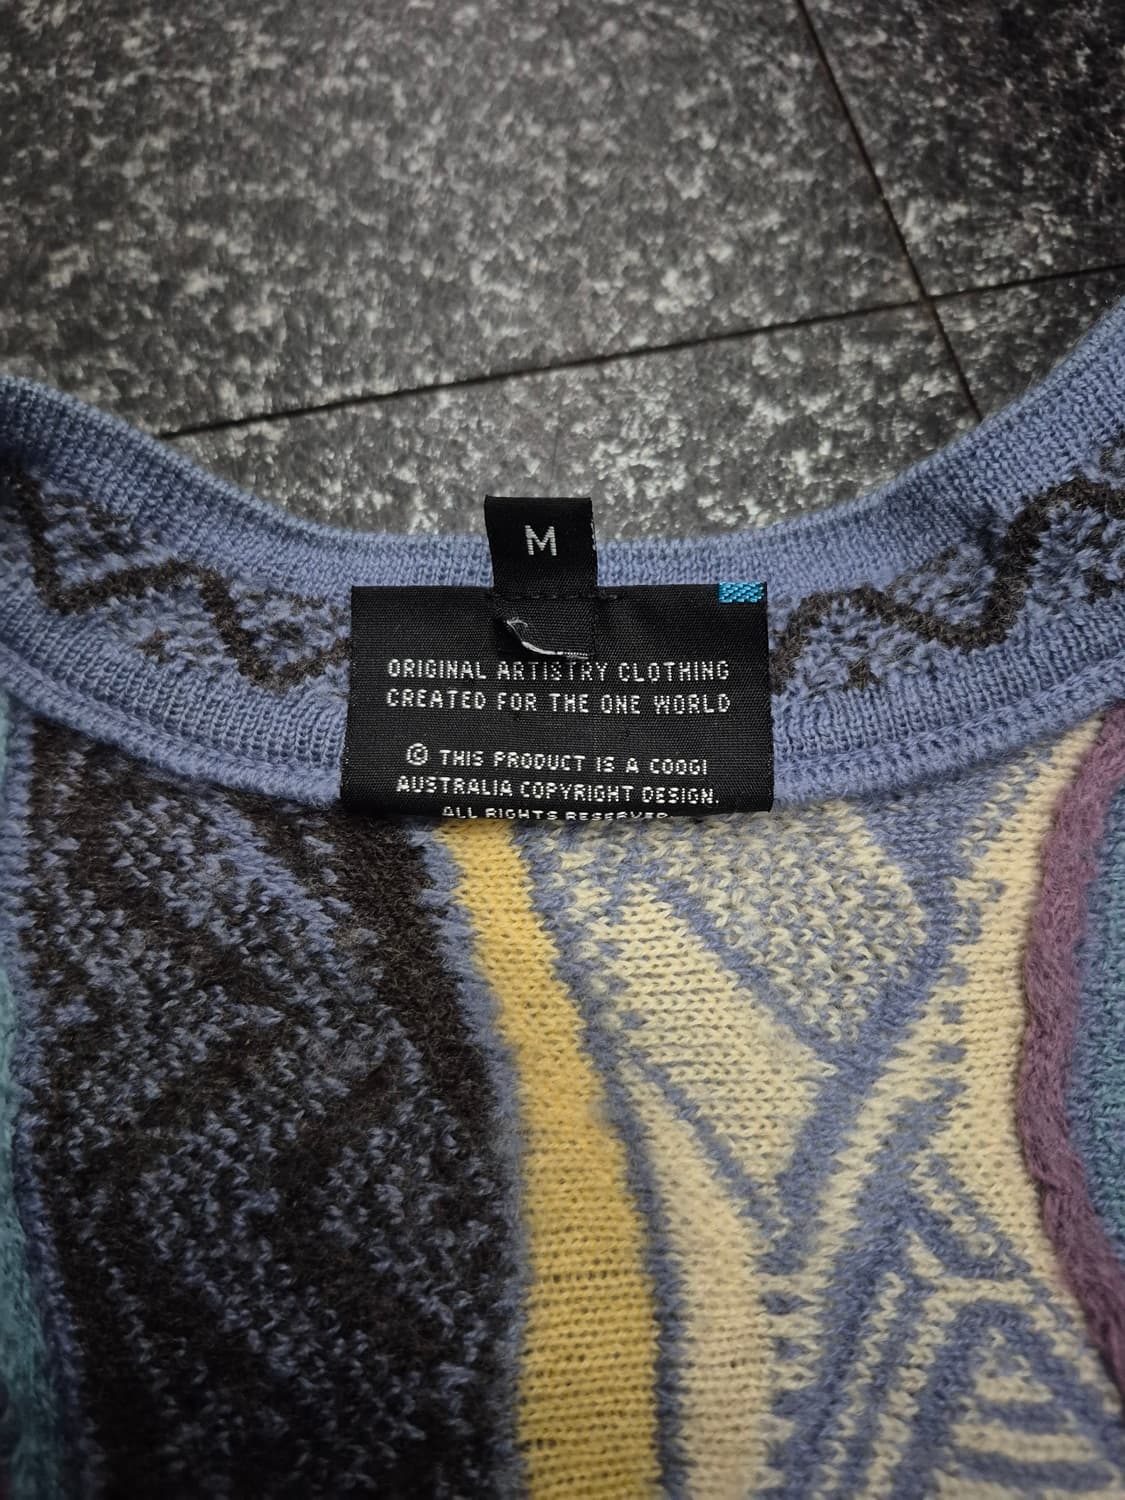 M
ORIGINAL ARTISTRY CLOTHING
CREATED FOR THE ONE WORLD
© THIS PRODUCT IS A COOGI
AUSTRALIA COPYRIGHT DESIGN.
ALL RIGHTS RESERVED.